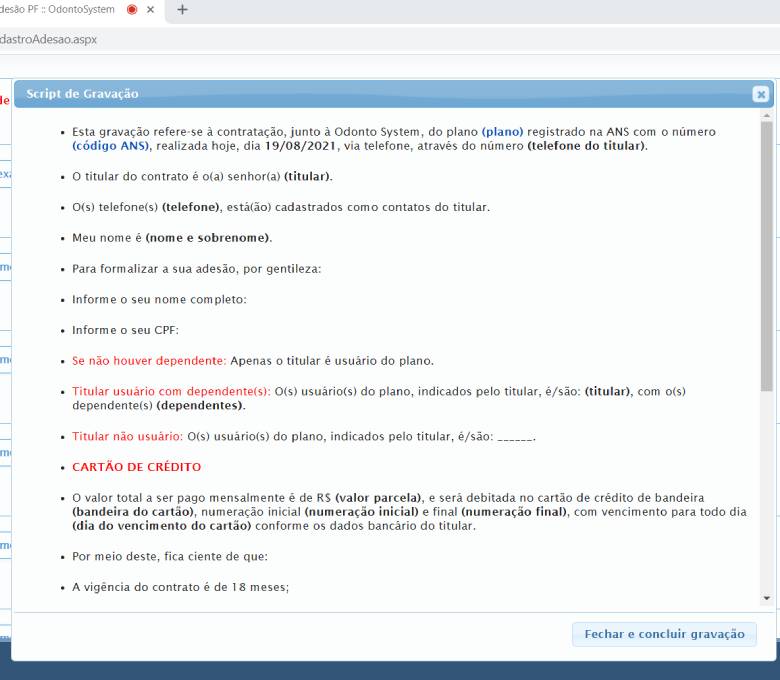 desão PF :: OdontoSystem
dastroAdesao.aspx
Script de Gravação
Esta gravação refere-se à contratação, junto à Odonto System, do plano (plano) registrado na ANS com o número
(código ANS), realizada hoje, dia 19/08/2021, via telefone, através do número (telefone do titular).
O titular do contrato é o(a) senhor(a) (titular).
O(s) telefone(s) (telefone), está(ão) cadastrados como contatos do titular.
Meu nome é (nome e sobrenome).
Para formalizar a sua adesão, por gentileza:
Informe o seu nome completo:
Informe o seu CPF:
Se não houver dependente: Apenas o titular é usuário do plano.
Titular usuário com dependente(s): O(s) usuário(s) do plano, indicados pelo titular, é/são: (titular), com o(s)
dependente(s) (dependentes).
Titular não usuário: O(s) usuário(s) do plano, indicados pelo titular, é/são: ______.
CARTÃO DE CRÉDITO
O valor total a ser pago mensalmente é de R$ (valor parcela), e será debitada no cartão de crédito de bandeira
(bandeira do cartão), numeração inicial (numeração inicial) e final (numeração final), com vencimento para todo dia
(dia do vencimento do cartão) conforme os dados bancário do titular.
Por meio deste, fica ciente de que:
A vigência do contrato é de 18 meses;
Fechar e concluir gravação